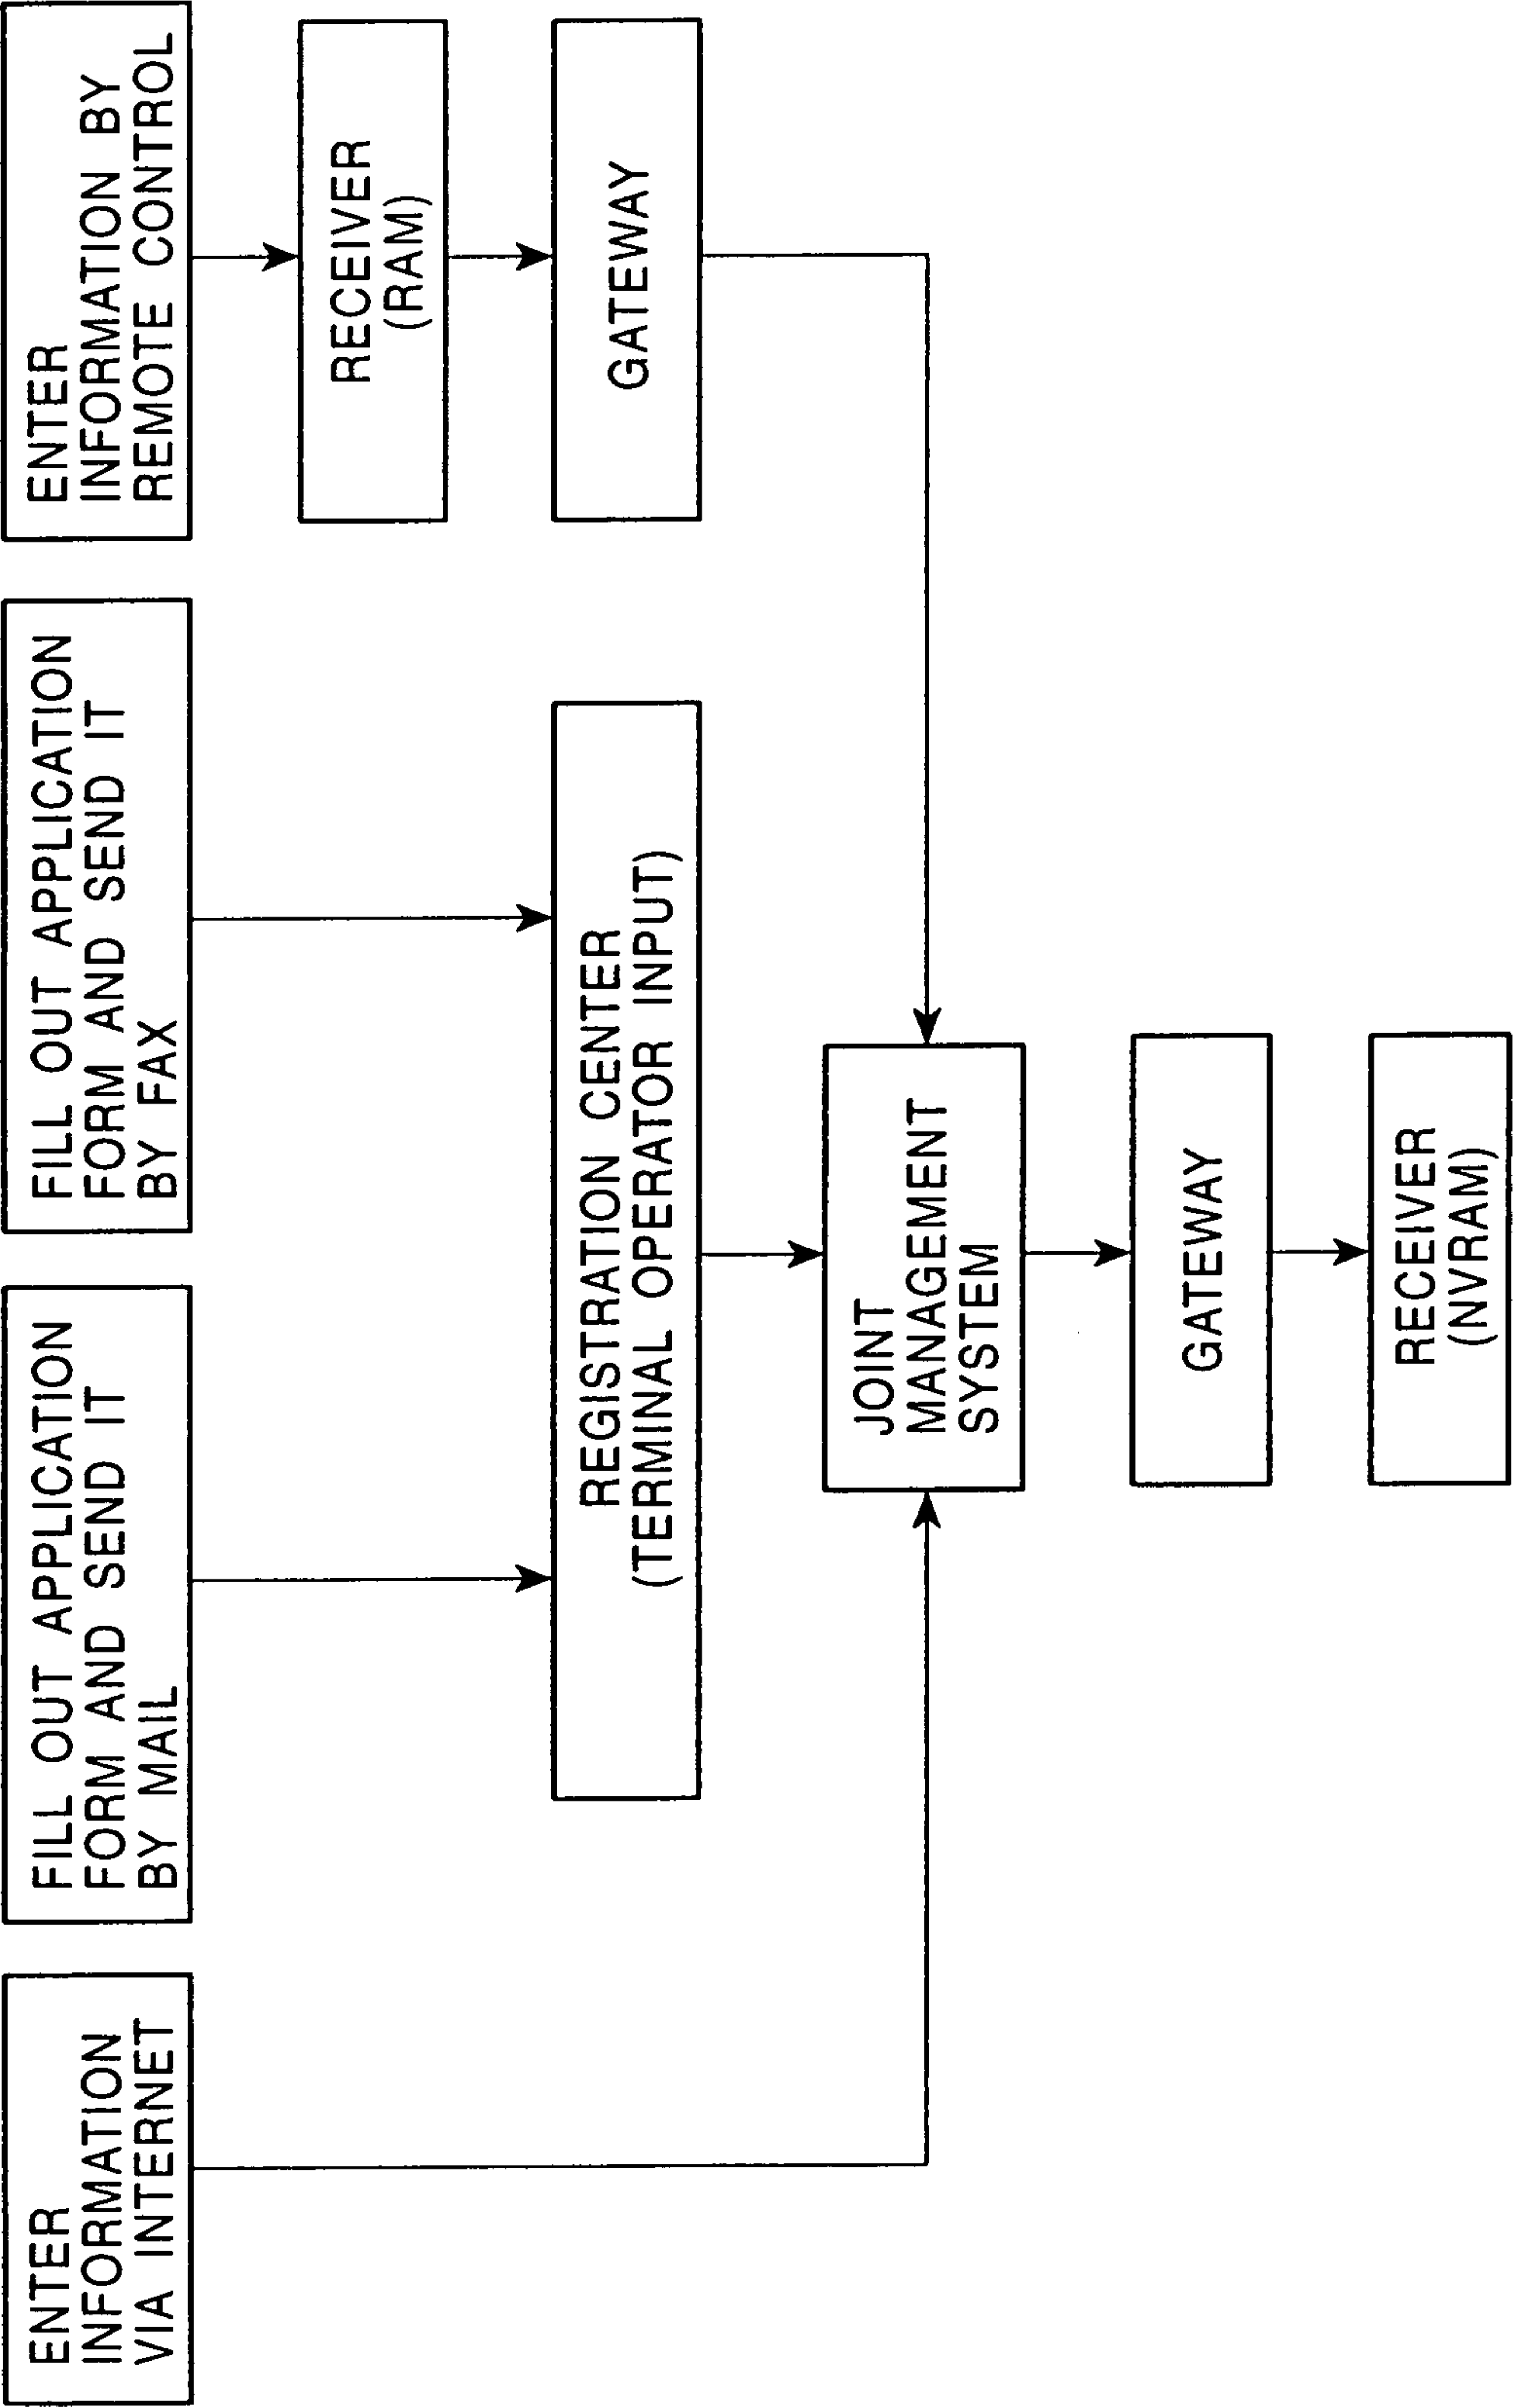 ENTER
INFORMATION
VIA INTERNET
FILL OUT APPLICATION
FORM AND SEND IT
BY MAIL
FILL OUT APPLICATION
FORM AND SEND IT
BY FAX
ENTER
INFORMATION BY
REMOTE CONTROL
RECEIVER
(RAM)
REGISTRATION CENTER
(TERMINAL OPERATOR INPUT)
GATEWAY
JOINT
MANAGEMENT
SYSTEM
GATEWAY
RECEIVER
(NVRAM)